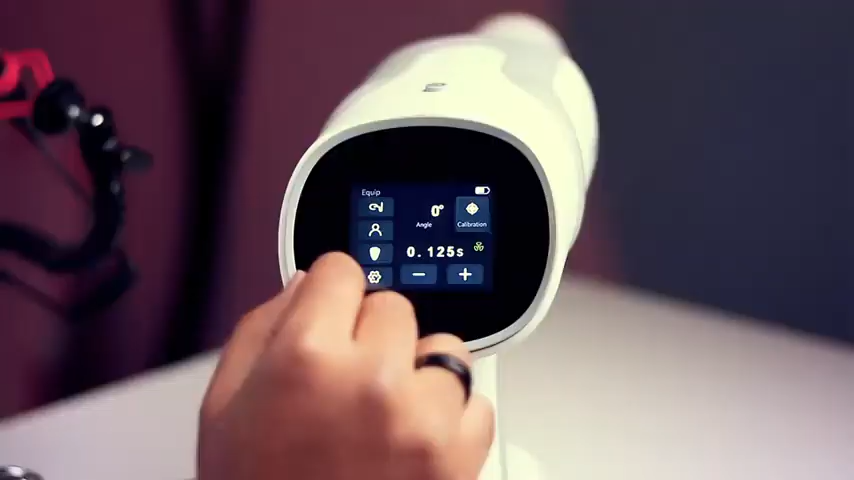 Equip
0°
Angle
Calibration
0.125s
− +